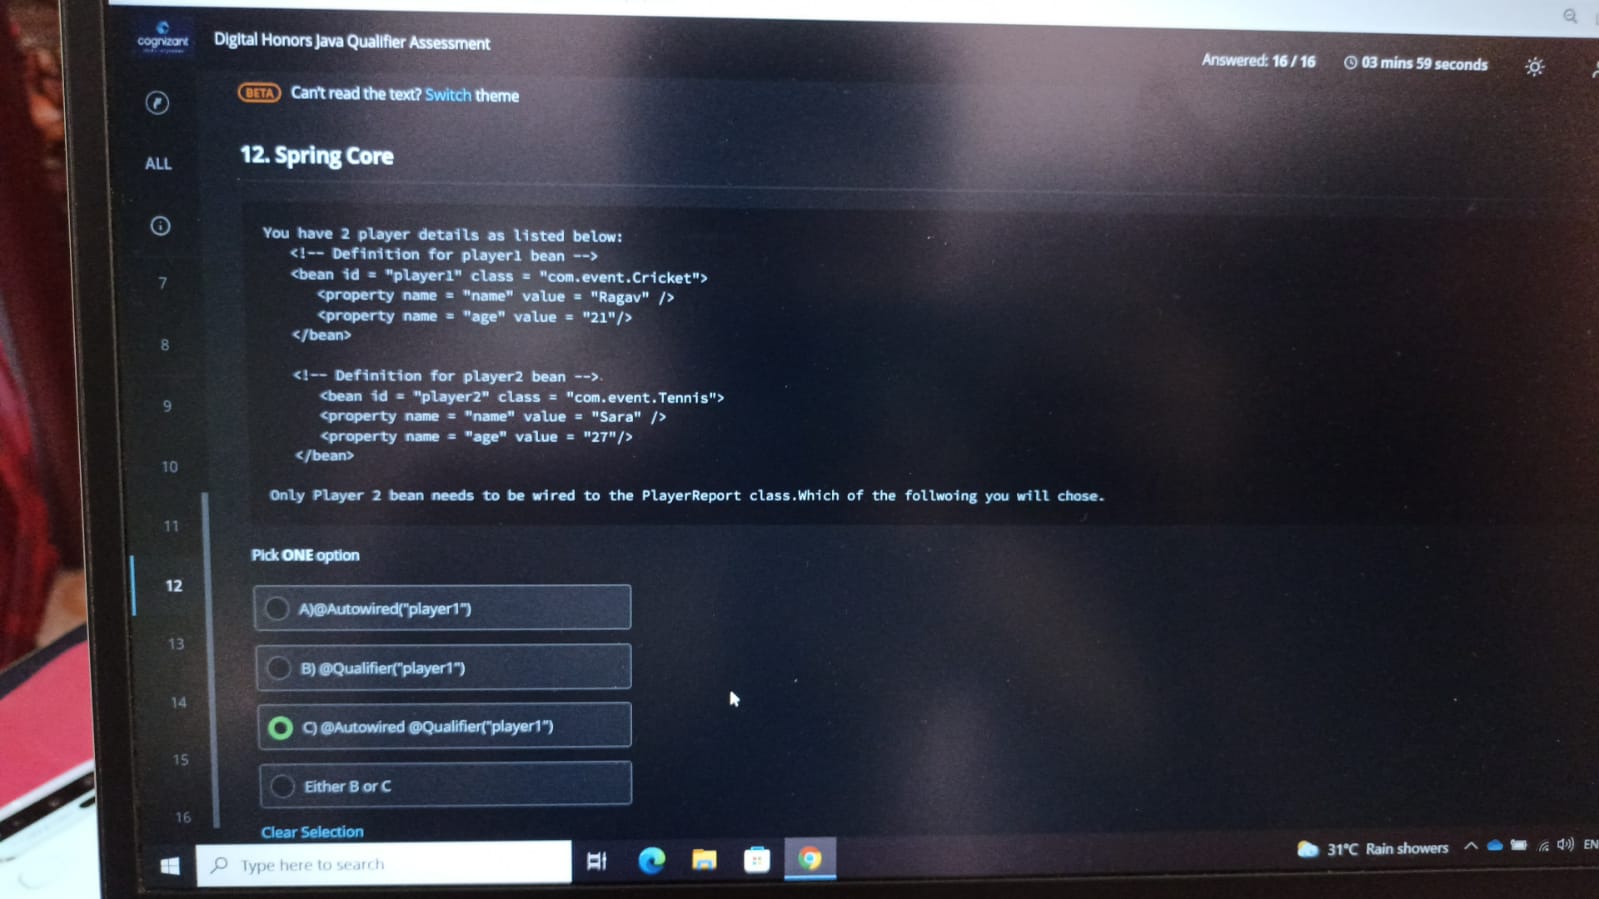 cognizant
Digital Honors Java Qualifier Assessment
Answered: 16 / 16
03 mins 59 seconds
BETA Can't read the text? Switch theme
ALL
12. Spring Core
You have 2 player details as listed below:
<!-- Definition for player1 bean -->
<bean id = "player1" class = "com.event.Cricket">
<property name = "name" value = "Ragav" />
<property name = "age" value = "21"/>
</bean>
<!-- Definition for player2 bean -->.
<bean id = "player2" class = "com.event.Tennis">
<property name = "name" value = "Sara" />
<property name = "age" value = "27"/>
</bean>
Only Player 2 bean needs to be wired to the PlayerReport class.Which of the follwoing you will chose.
Pick ONE option
A)@Autowired("player1")
B) @Qualifier("player1")
C) @Autowired @Qualifier("player1")
Either B or C
Clear Selection
7
8
9
10
11
12
13
14
15
16
Type here to search
31°C Rain showers
EN